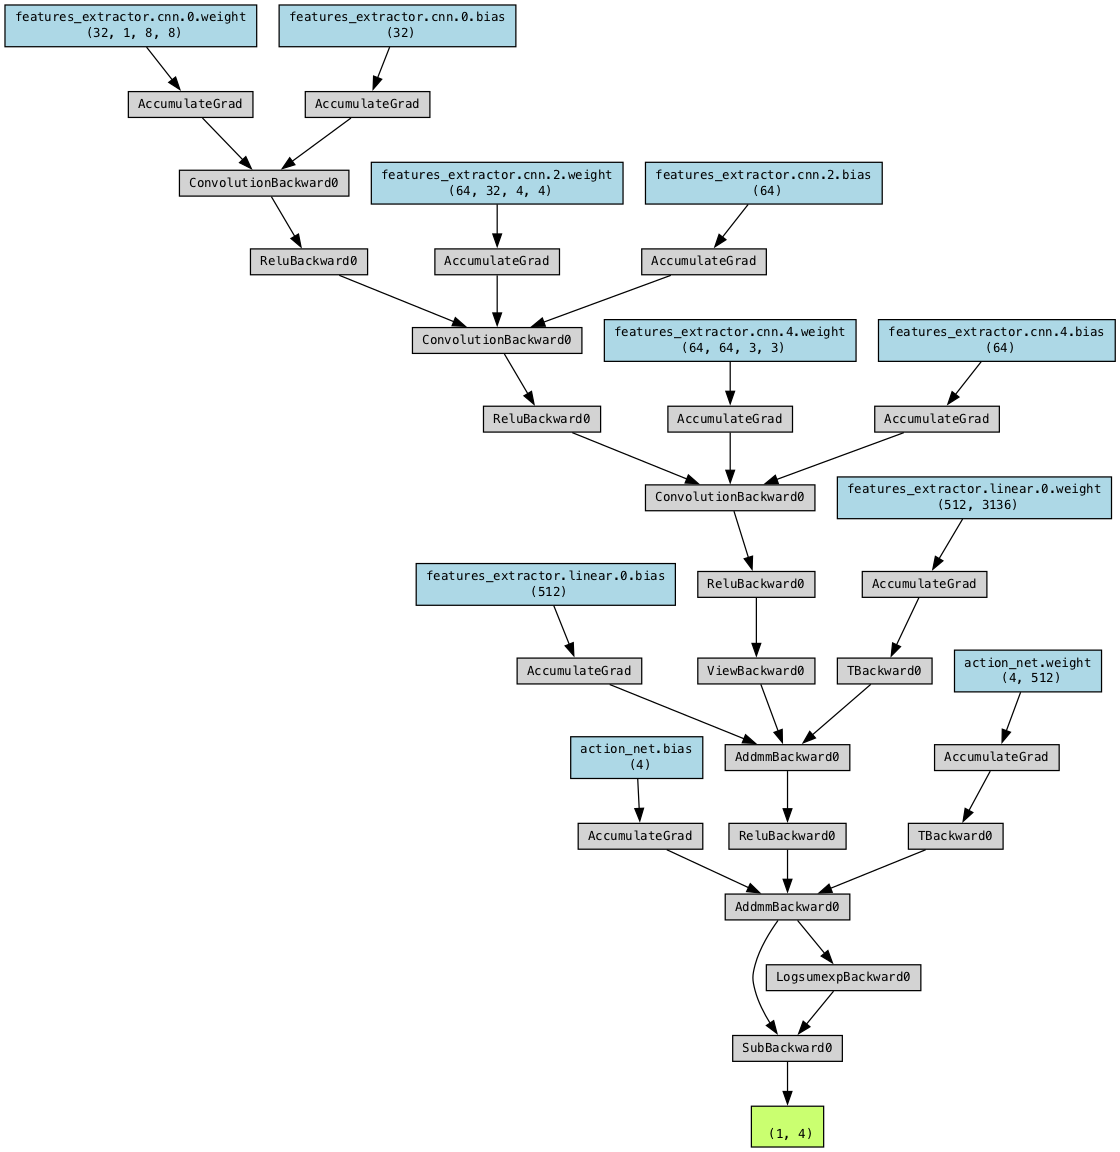 features_extractor.cnn.0.weight
(32, 1, 8, 8)
features_extractor.cnn.0.bias
(32)
AccumulateGrad
AccumulateGrad
ConvolutionBackward0
features_extractor.cnn.2.weight
(64, 32, 4, 4)
features_extractor.cnn.2.bias
(64)
ReluBackward0
AccumulateGrad
AccumulateGrad
ConvolutionBackward0
features_extractor.cnn.4.weight
(64, 64, 3, 3)
features_extractor.cnn.4.bias
(64)
ReluBackward0
AccumulateGrad
AccumulateGrad
ConvolutionBackward0
features_extractor.linear.0.weight
(512, 3136)
features_extractor.linear.0.bias
(512)
ReluBackward0
AccumulateGrad
AccumulateGrad
ViewBackward0
TBackward0
action_net.weight
(4, 512)
action_net.bias
(4)
AddmmBackward0
AccumulateGrad
AccumulateGrad
ReluBackward0
TBackward0
AddmmBackward0
LogsumexpBackward0
SubBackward0
(1, 4)